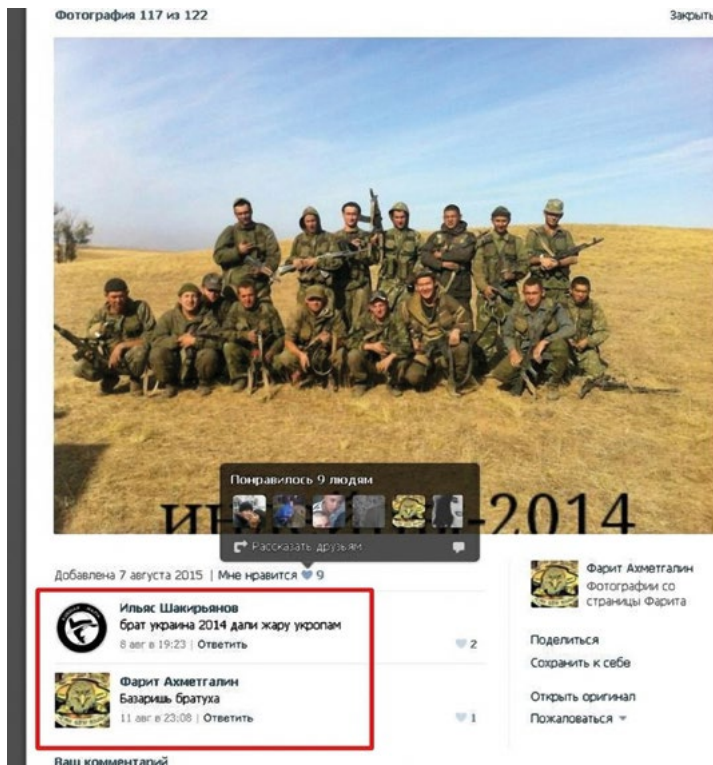 Фотография 117 из 122
Закрыть
Понравилось 9 людям
Рассказать друзьям
-2014
Добавлена 7 августа 2015 | Мне нравится 9
Ильяс Шакирьянов
брат украина 2014 дали жару укропам
8 авг в 19:23 | Ответить
2
Фарит Ахметгалин
Базаришь братуха
11 авг в 23:08 | Ответить
1
Ваш комментарий
Фарит Ахметгалин
Фотографии со
страницы Фарита
Поделиться
Сохранить к себе
Открыть оригинал
Пожаловаться